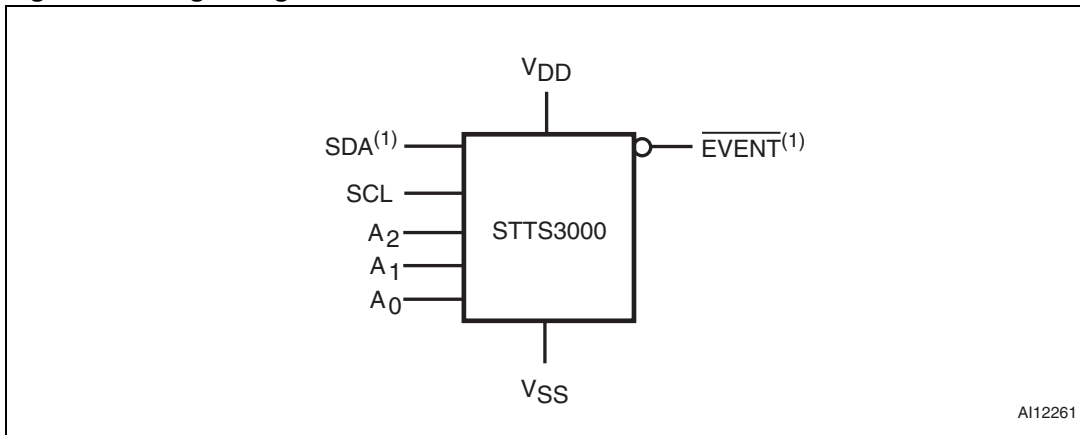 VDD
SDA(1)
EVENT(1)
SCL
A2
STTS3000
A1
A0
VSS
AI12261